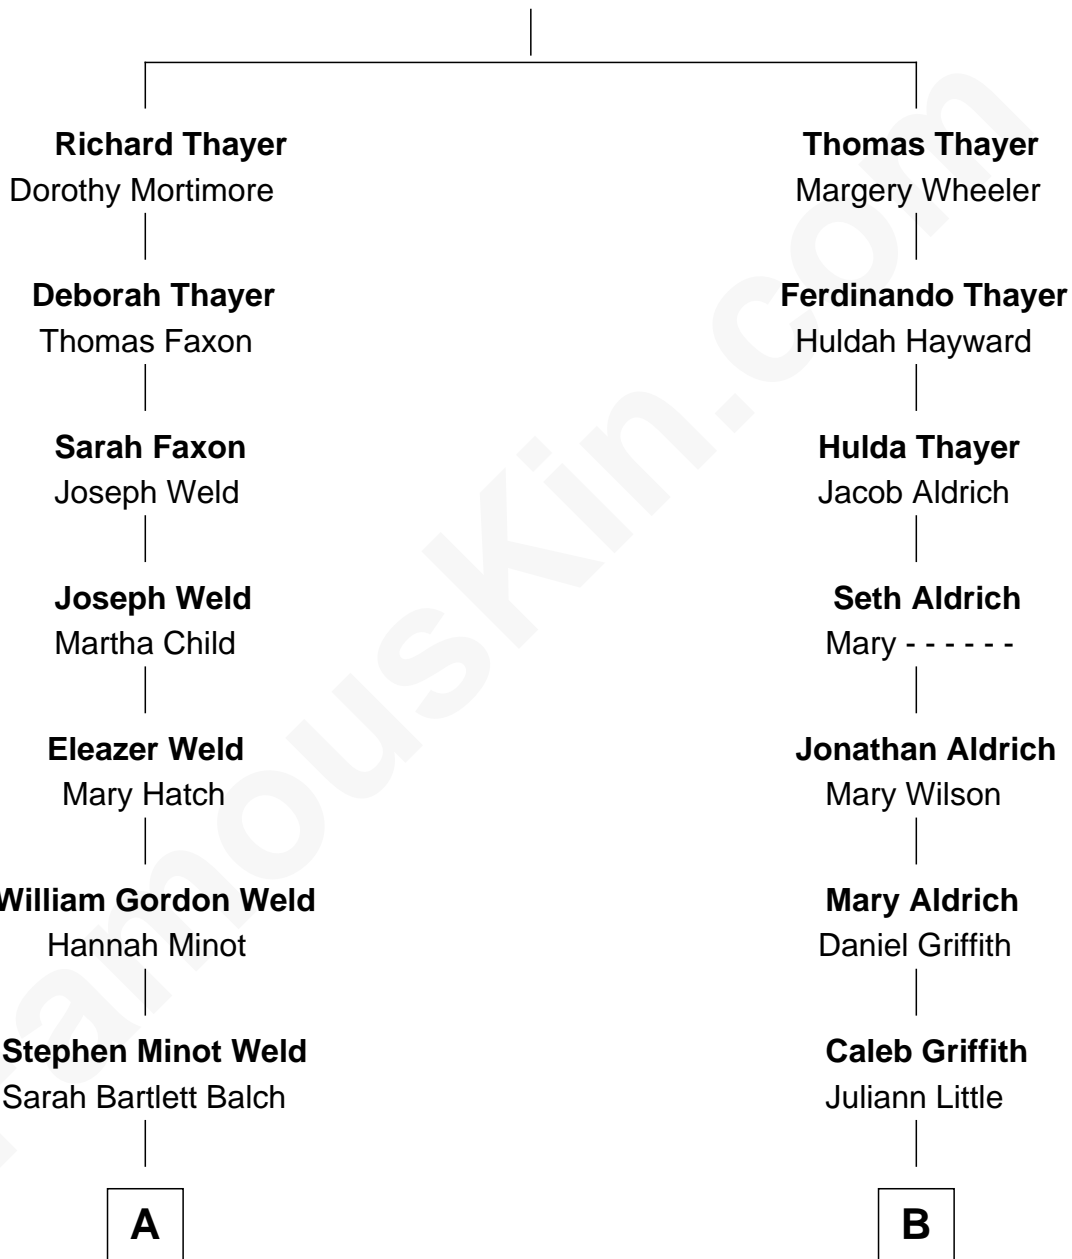 Richard Thayer
Dorothy Mortimore
Thomas Thayer
Margery Wheeler
Deborah Thayer
Thomas Faxon
Ferdinando Thayer
Huldah Hayward
Sarah Faxon
Joseph Weld
Hulda Thayer
Jacob Aldrich
Joseph Weld
Martha Child
Seth Aldrich
Mary - - - - - -
Eleazer Weld
Mary Hatch
Jonathan Aldrich
Mary Wilson
William Gordon Weld
Hannah Minot
Mary Aldrich
Daniel Griffith
Stephen Minot Weld
Sarah Bartlett Balch
Caleb Griffith
Juliann Little
A
B
FamousKin.com